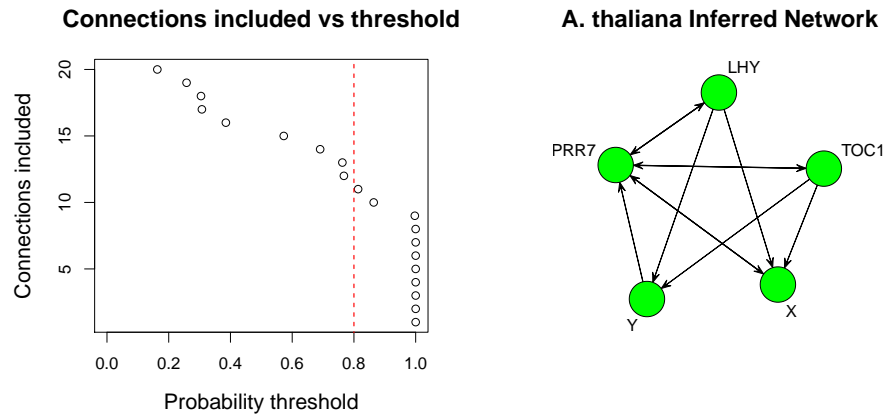 Connections included vs threshold
A. thaliana Inferred Network
Connections included
20
15
10
5
0.0 0.2 0.4 0.6 0.8 1.0
Probability threshold
LHY
PRR7
TOC1
Y
X